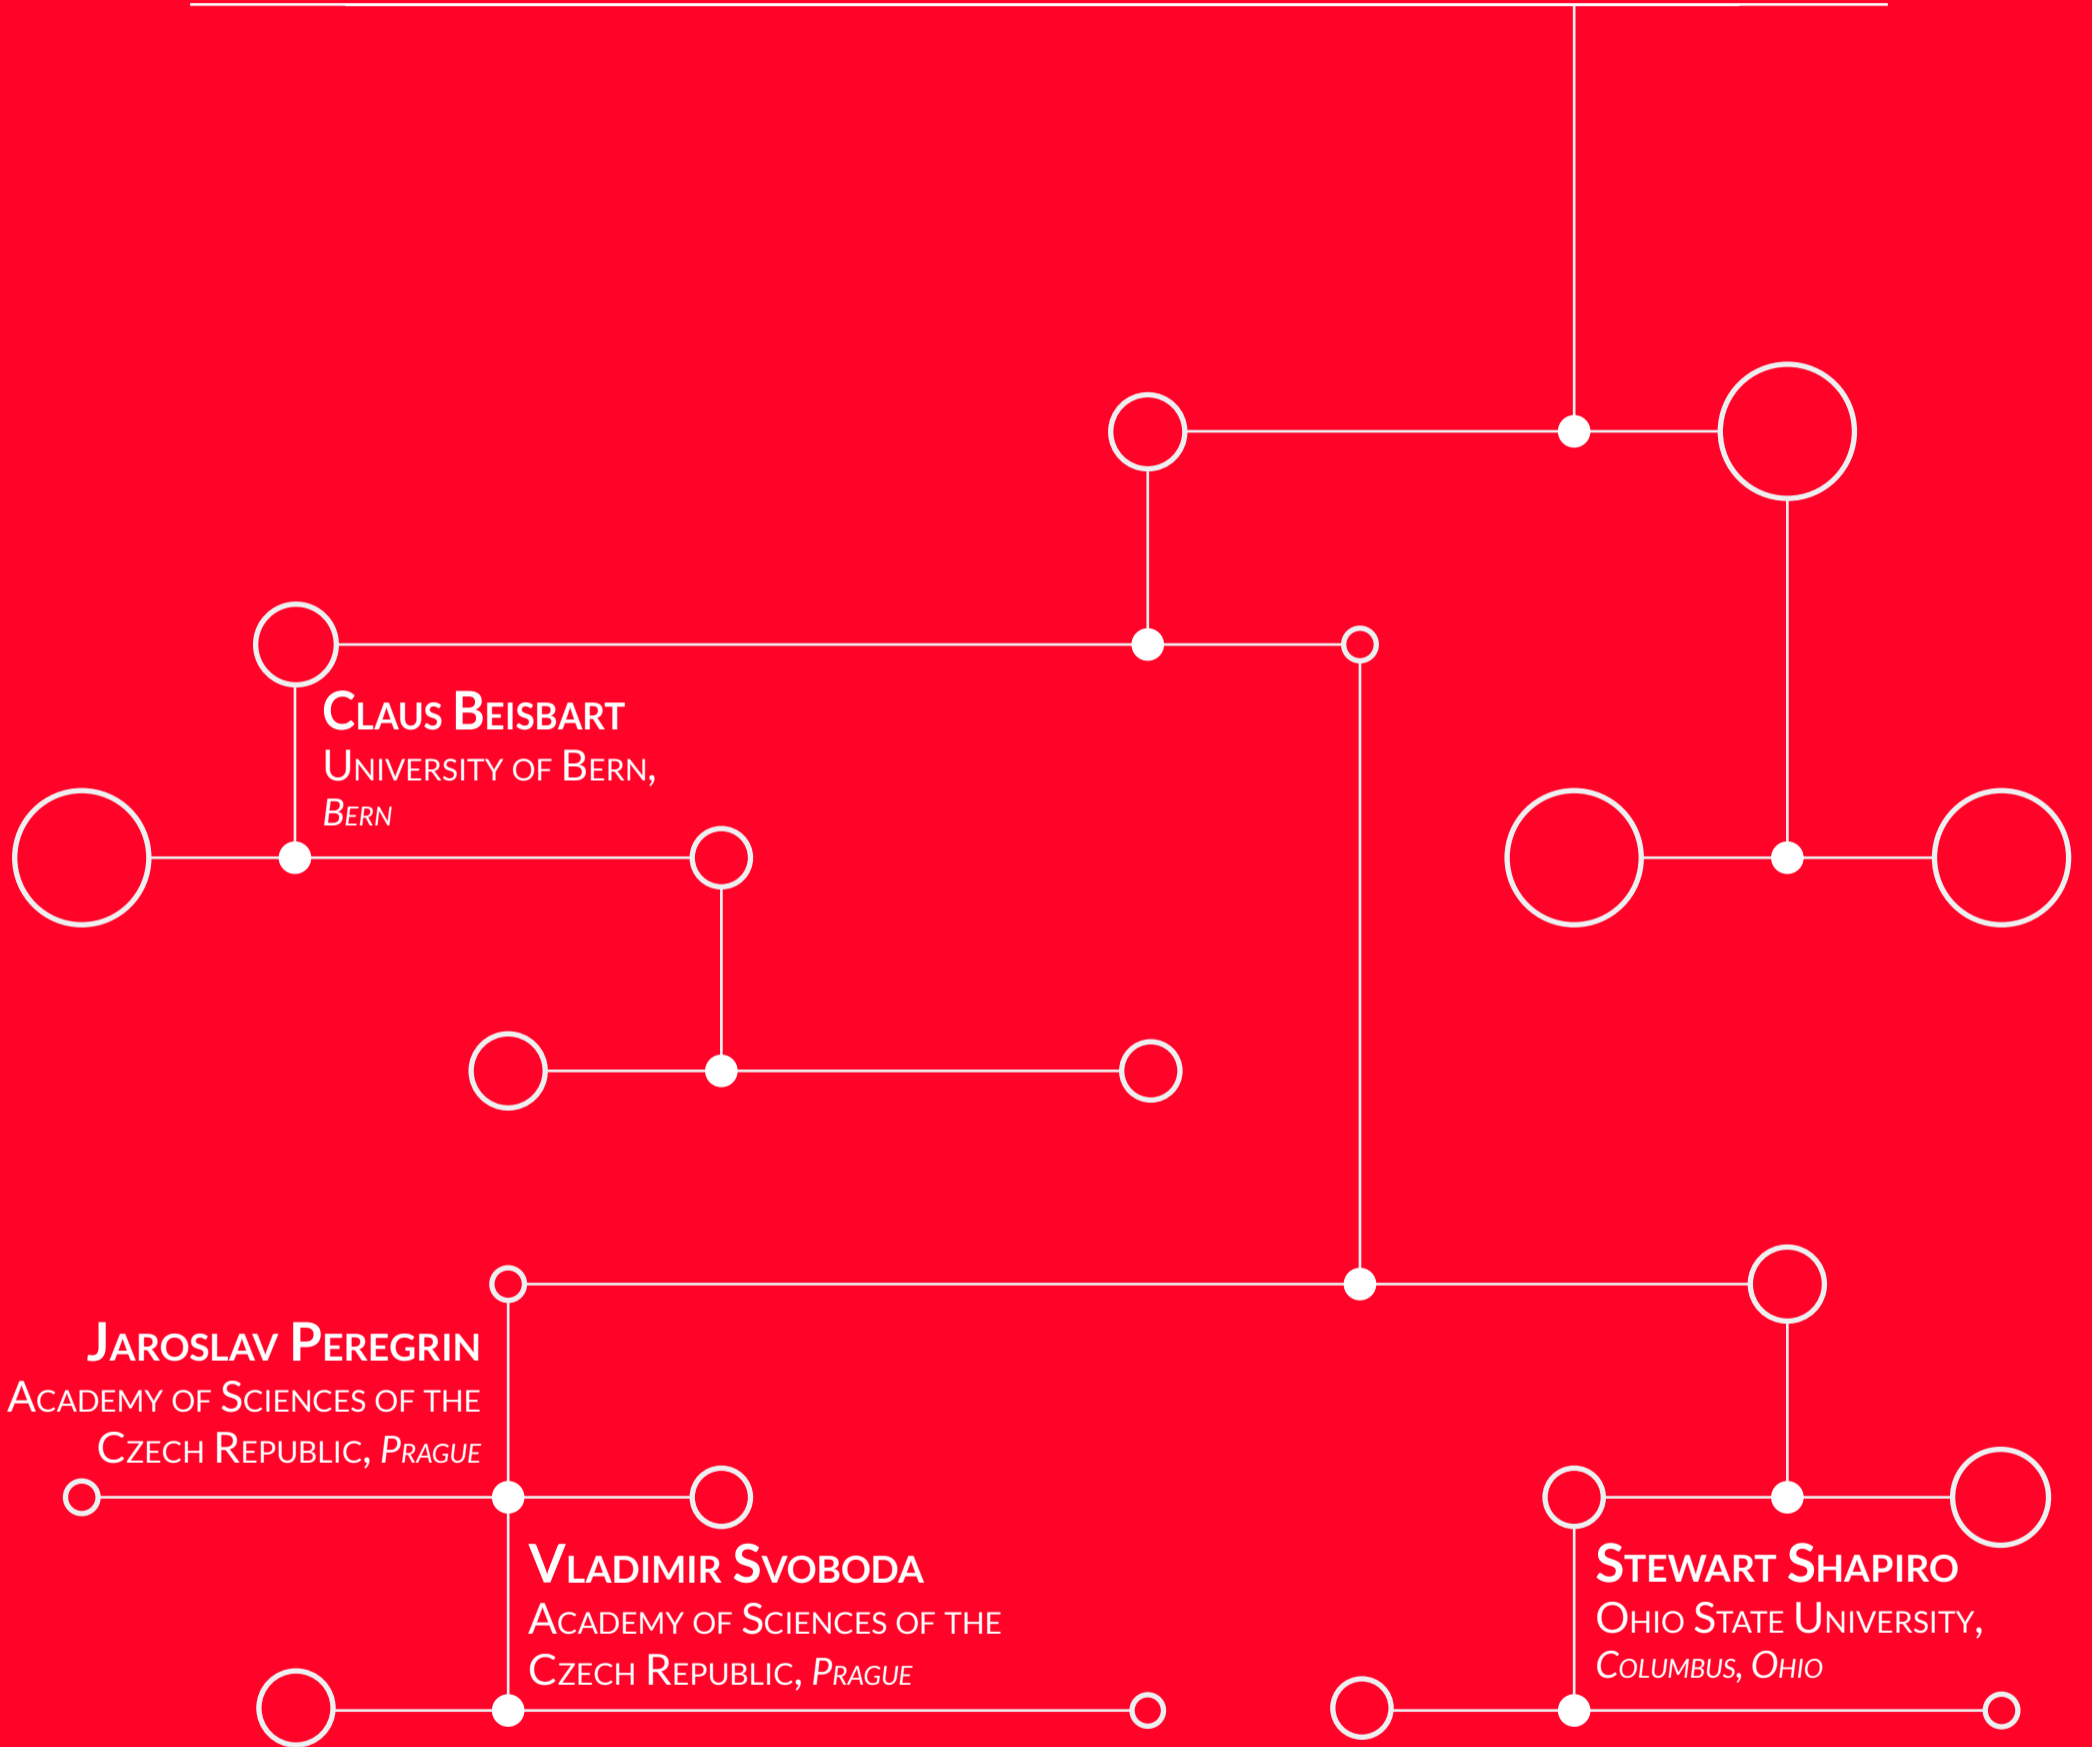 Claus Beisbart
University of Bern,
Bern
Jaroslav Peregrin
Academy of Sciences of the
Czech Republic, Prague
Vladimir Svoboda
Academy of Sciences of the
Czech Republic, Prague
Stewart Shapiro
Ohio State University,
Columbus, Ohio